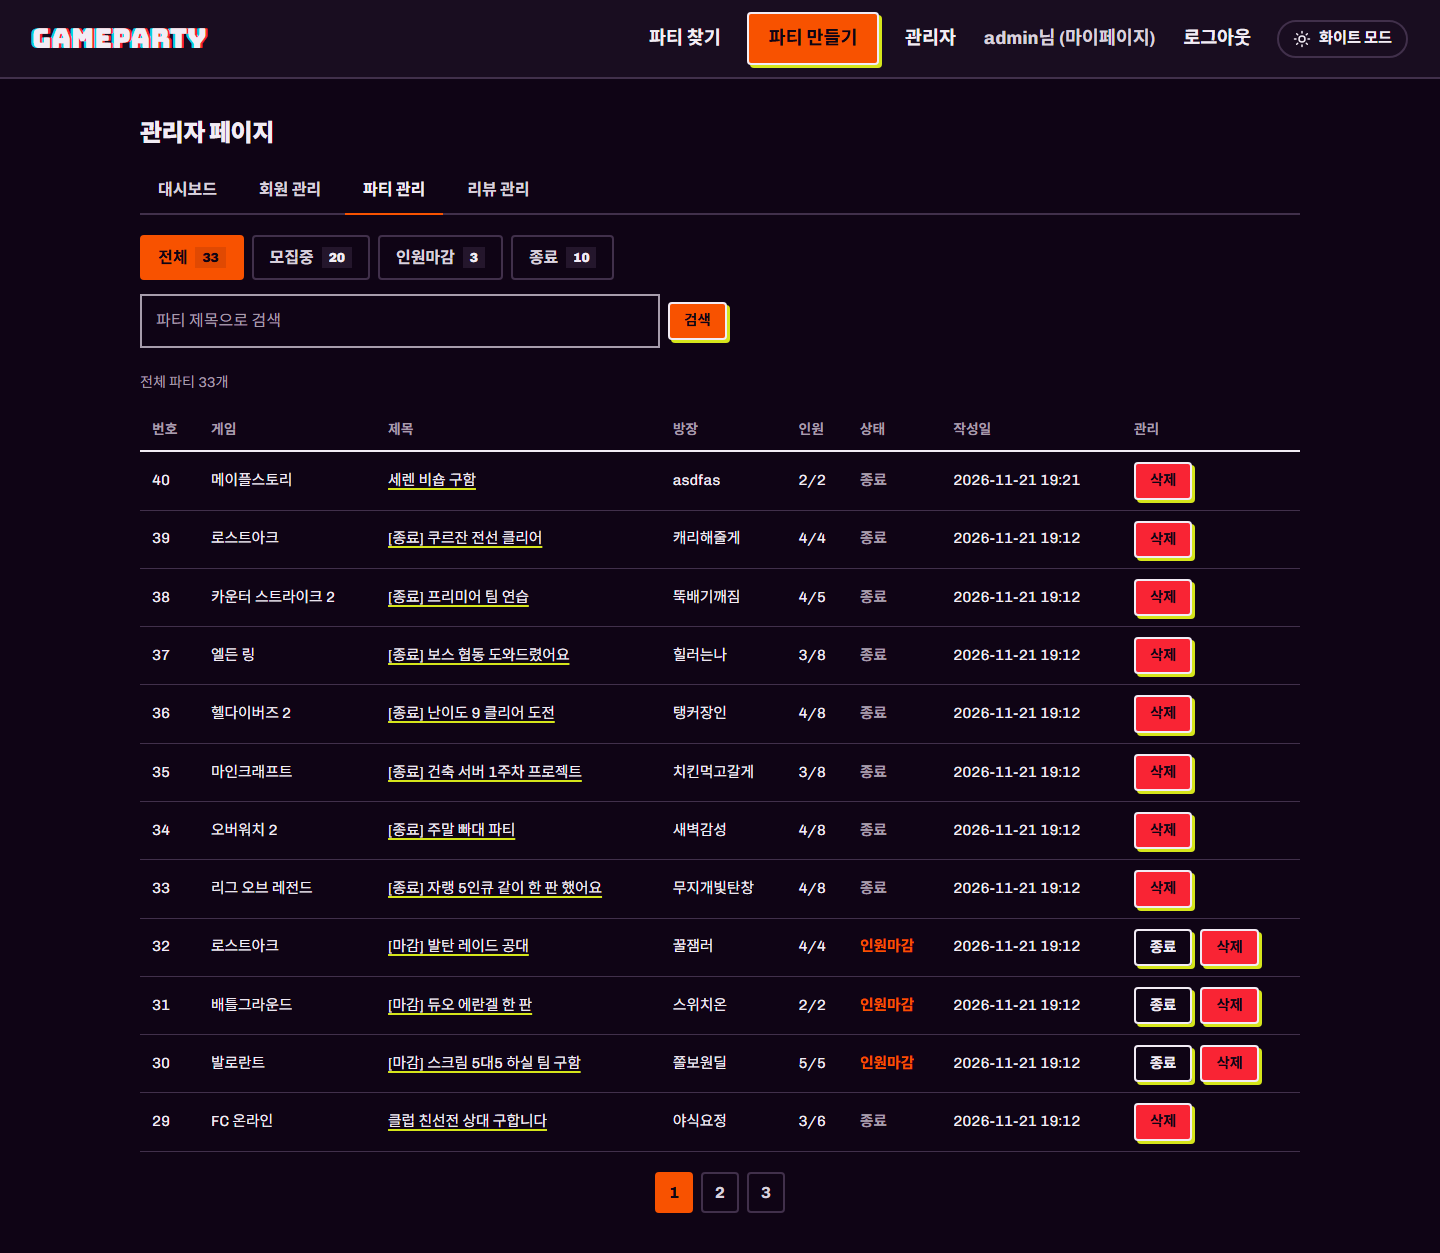 GAMEPARTY 파티 찾기 파티 만들기 관리자 admin님 (마이페이지) 로그아웃 화이트 모드
관리자 페이지
대시보드 회원 관리 파티 관리 리뷰 관리
전체 33 모집중 20 인원마감 3 종료 10
파티 제목으로 검색 검색
전체 파티 33개
번호 게임 제목 방장 인원 상태 작성일 관리
40 메이플스토리 세렌 비숍 구함 asdfas 2/2 종료 2026-11-21 19:21 삭제
39 로스트아크 [종료] 쿠르잔 전선 클리어 캐리해줄게 4/4 종료 2026-11-21 19:12 삭제
38 카운터 스트라이크 2 [종료] 프리미어 팀 연습 뚝배기깨짐 4/5 종료 2026-11-21 19:12 삭제
37 엘든 링 [종료] 보스 협동 도와드렸어요 힐러는나 3/8 종료 2026-11-21 19:12 삭제
36 헬다이버즈 2 [종료] 난이도 9 클리어 도전 탱커장인 4/8 종료 2026-11-21 19:12 삭제
35 마인크래프트 [종료] 건축 서버 1주차 프로젝트 치킨먹고갈게 3/8 종료 2026-11-21 19:12 삭제
34 오버워치 2 [종료] 주말 빠대 파티 새벽감성 4/8 종료 2026-11-21 19:12 삭제
33 리그 오브 레전드 [종료] 자랭 5인큐 같이 한 판 했어요 무지개빛탄창 4/8 종료 2026-11-21 19:12 삭제
32 로스트아크 [마감] 발탄 레이드 공대 꿀잼러 4/4 인원마감 2026-11-21 19:12 종료 삭제
31 배틀그라운드 [마감] 듀오 에란겔 한 판 스위치온 2/2 인원마감 2026-11-21 19:12 종료 삭제
30 발로란트 [마감] 스크림 5대5 하실 팀 구함 쫄보원딜 5/5 인원마감 2026-11-21 19:12 종료 삭제
29 FC 온라인 클럽 친선전 상대 구합니다 야식요정 3/6 종료 2026-11-21 19:12 삭제
1 2 3